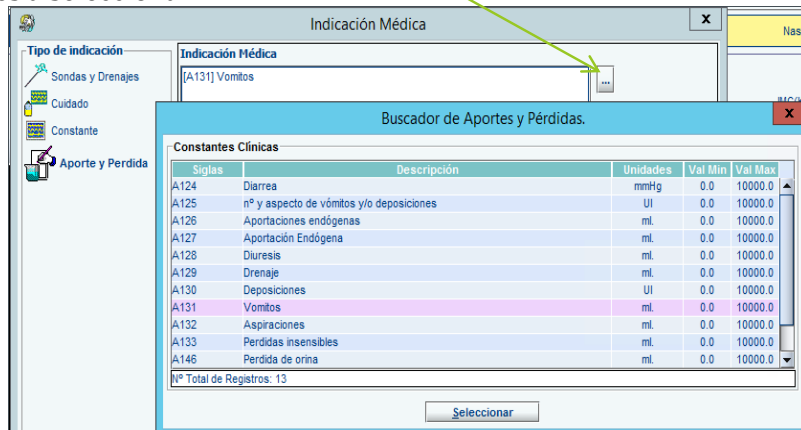 Indicación Médica
X
Tipo de indicación
Sondas y Drenajes
Cuidado
Constante
Aporte y Perdida
Indicación Médica
[A131] Vomitos
...
Nas
Buscador de Aportes y Pérdidas.
X
Constantes Clínicas
Siglas Descripción Unidades Val Min Val Max
A124 Diarrea mmHg 0.0 10000.0
A125 nº y aspecto de vómitos y/o deposiciones UI 0.0 10000.0
A126 Aportaciones endógenas ml. 0.0 10000.0
A127 Aportación Endógena ml. 0.0 10000.0
A128 Diuresis ml. 0.0 10000.0
A129 Drenaje ml. 0.0 10000.0
A130 Deposiciones UI 0.0 10000.0
A131 Vomitos ml. 0.0 10000.0
A132 Aspiraciones ml. 0.0 10000.0
A133 Perdidas insensibles ml. 0.0 10000.0
A146 Perdida de orina ml. 0.0 10000.0
Nº Total de Registros: 13
Seleccionar